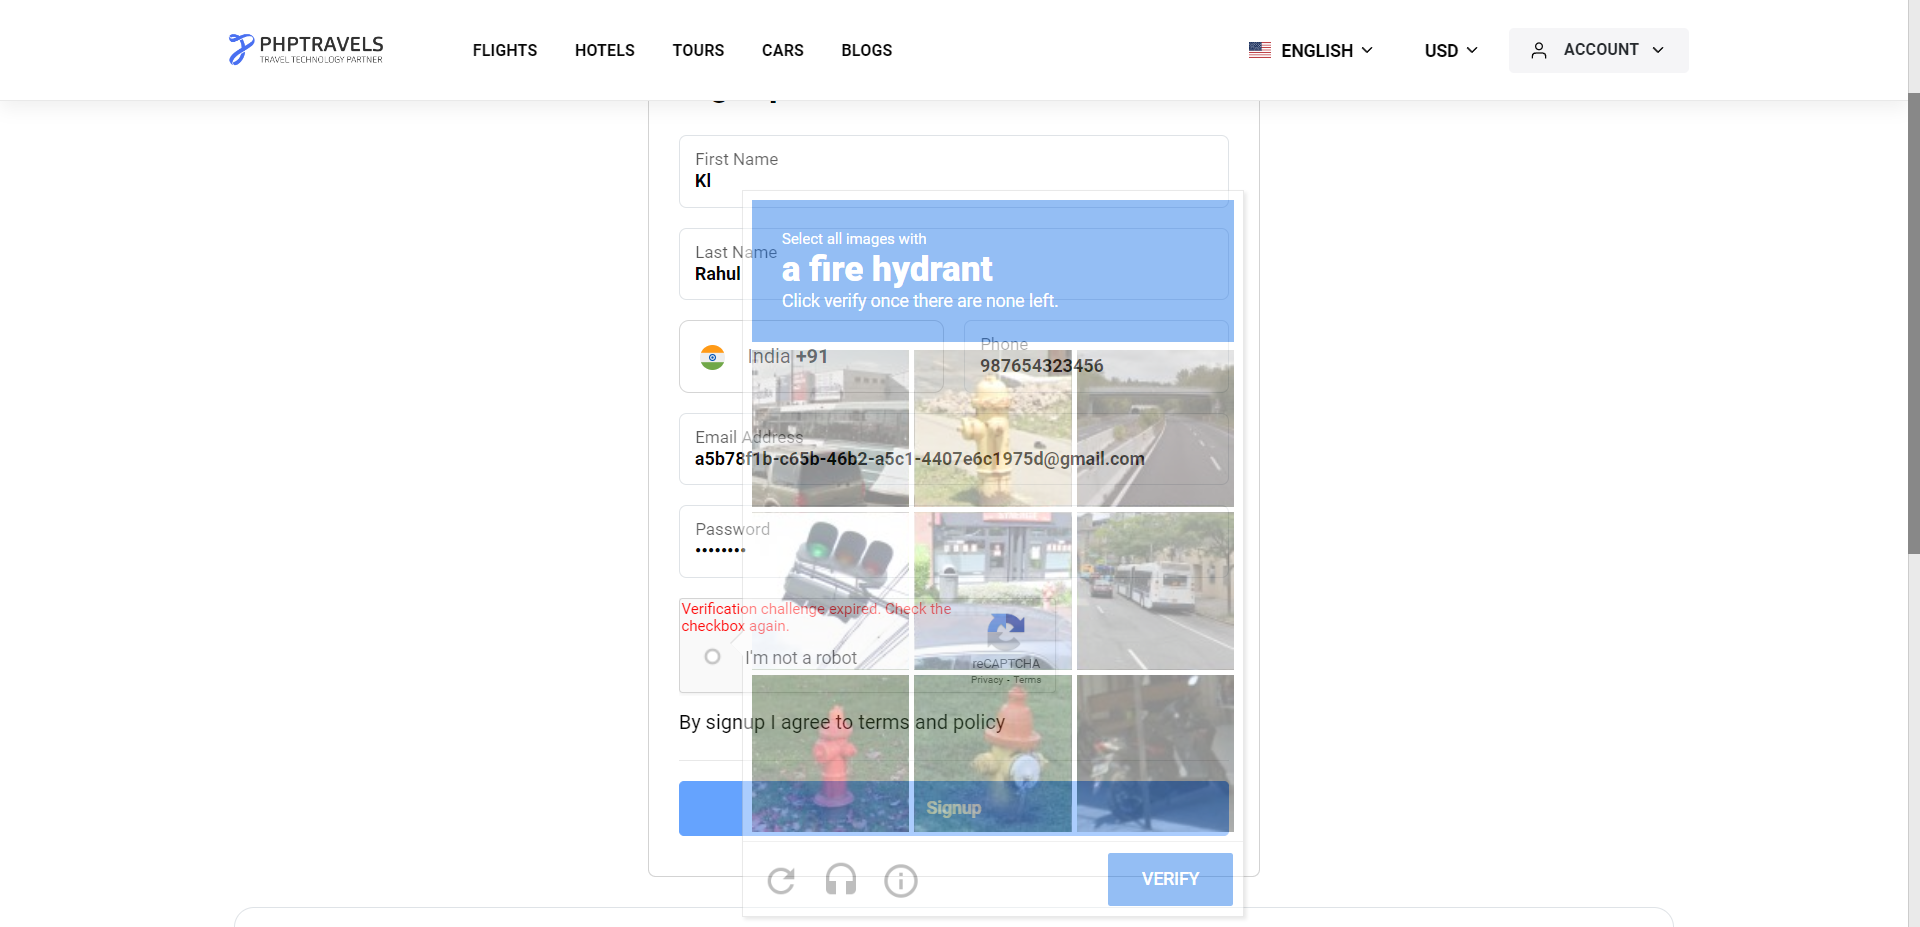 PHPTRAVELS
TRAVEL TECHNOLOGY PARTNER
FLIGHTS
HOTELS
TOURS
CARS
BLOGS
ENGLISH
USD
ACCOUNT
First Name
Kl
Last Name
Rahul
Select all images with
a fire hydrant
Click verify once there are none left.
India +91
Phone
987654323456
Email Address
a5b78f1b-c65b-46b2-a5c1-4407e6c1975d@gmail.com
Password
Verification challenge expired. Check the
checkbox again.
I'm not a robot
reCAPTCHA
Privacy - Terms
By signup I agree to terms and policy
Signup
VERIFY